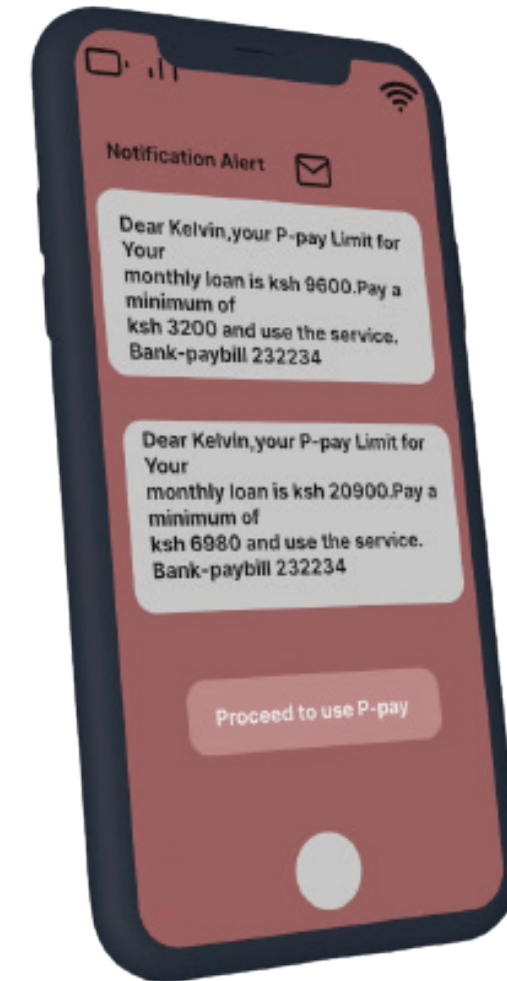 Notification Alert
Dear Kelvin,your P-pay Limit for
Your
monthly loan is ksh 9600.Pay a
minimum of
ksh 3200 and use the service.
Bank-paybill 232234
Dear Kelvin,your P-pay Limit for
Your
monthly loan is ksh 20900.Pay a
minimum of
ksh 6980 and use the service.
Bank-paybill 232234
Proceed to use P-pay